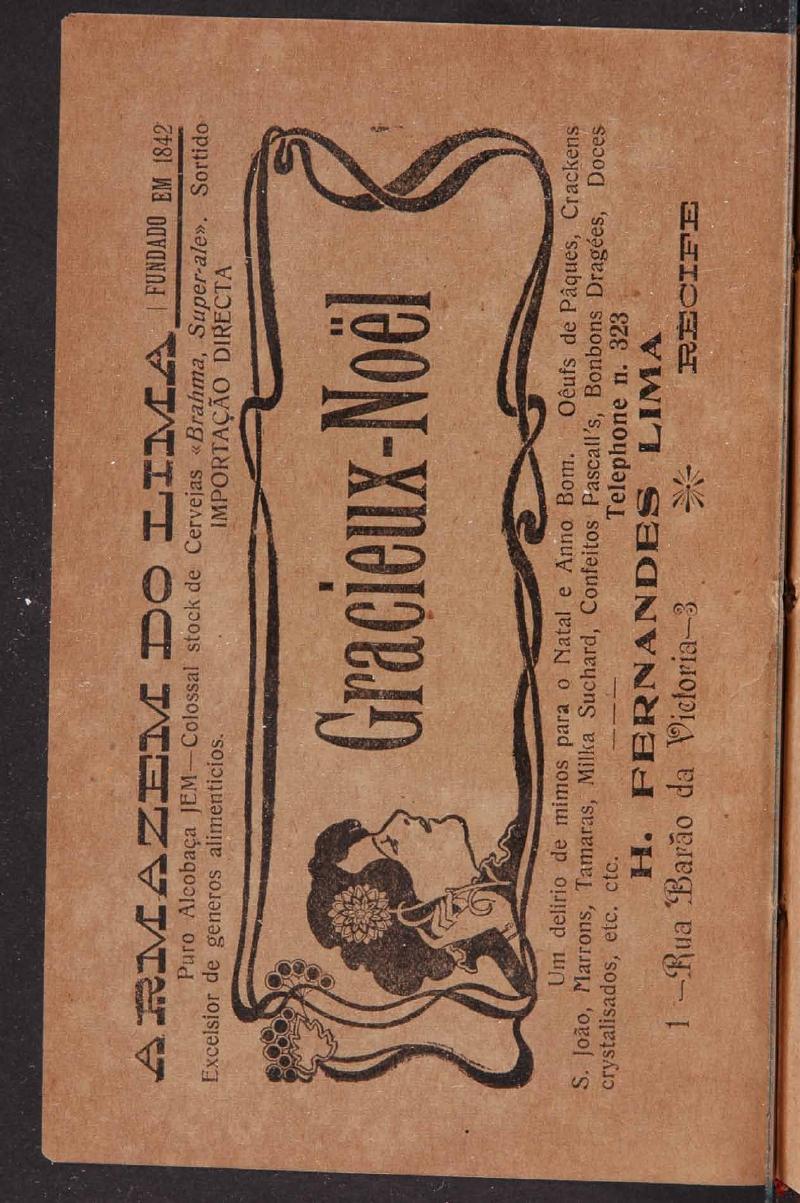 ARMAZEM DO LIMA | FUNDADO EM 1842
Puro Alcobaça JEM—Colossal stock de Cervejas «Brahma, Super-ale». Sortido
Excelsior de generos alimenticios. IMPORTAÇÃO DIRECTA
Gracieux-Noël
Um delirio de mimos para o Natal e Anno Bom. Oêufs de Pâques, Crackens
S. João, Marrons, Tamaras, Milka Suchard, Confeitos Pascall's, Bonbons Dragées, Doces
crystalisados, etc. ctc. ——— Telephone n. 323
H. FERNANDES LIMA
1—Rua Barão da Victoria—3 RECIFE